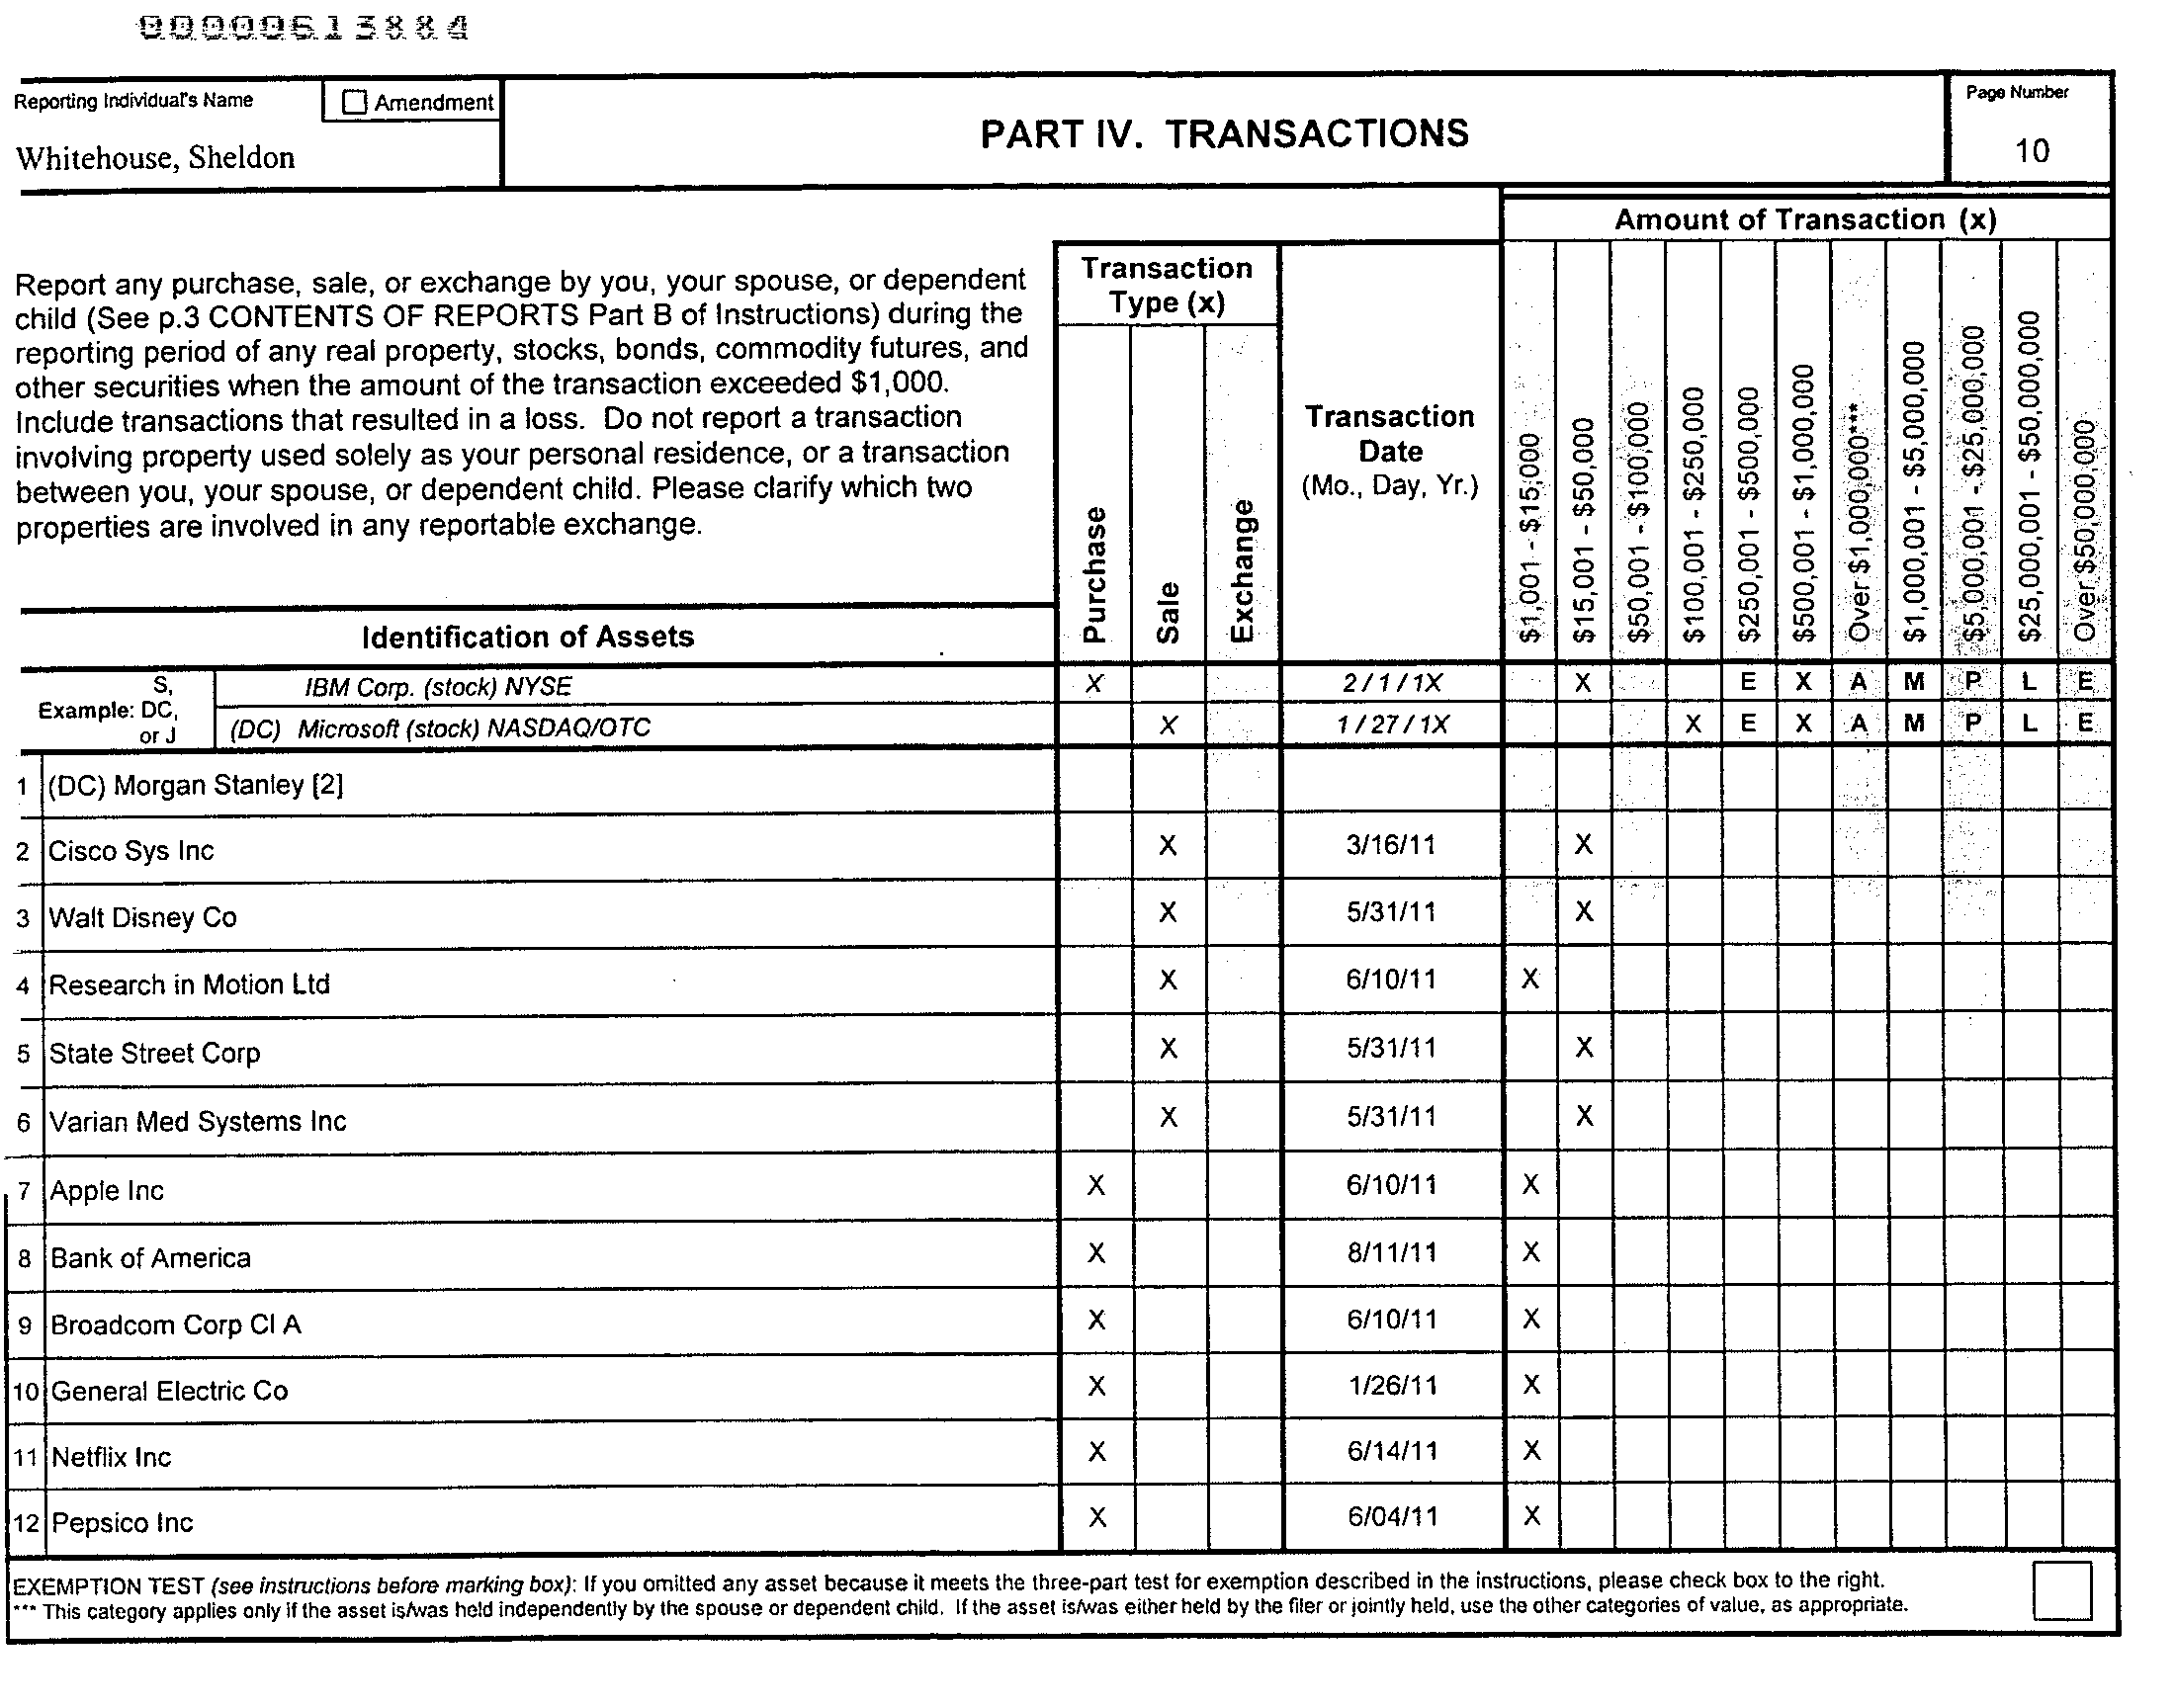 00000613884
Reporting Individual's Name
Amendment
Whitehouse, Sheldon
PART IV. TRANSACTIONS
Page Number
10
Report any purchase, sale, or exchange by you, your spouse, or dependent
child (See p.3 CONTENTS OF REPORTS Part B of Instructions) during the
reporting period of any real property, stocks, bonds, commodity futures, and
other securities when the amount of the transaction exceeded $1,000.
Include transactions that resulted in a loss. Do not report a transaction
involving property used solely as your personal residence, or a transaction
between you, your spouse, or dependent child. Please clarify which two
properties are involved in any reportable exchange.
Identification of Assets
Transaction
Type (x)
Purchase
Sale
Exchange
Transaction
Date
(Mo., Day, Yr.)
Amount of Transaction (x)
$1,001 - $15,000
$15,001 - $50,000
$50,001 - $100,000
$100,001 - $250,000
$250,001 - $500,000
$500,001 - $1,000,000
Over $1,000,000***
$1,000,001 - $5,000,000
$5,000,001 - $25,000,000
$25,000,001 - $50,000,000
Over $50,000,000
Example: S, DC, or J
IBM Corp. (stock) NYSE X 2 / 1 / 1X X E X A M P L E
(DC) Microsoft (stock) NASDAQ/OTC X 1 / 27 / 1X X E X A M P L E
1 (DC) Morgan Stanley [2]
2 Cisco Sys Inc X 3/16/11 X
3 Walt Disney Co X 5/31/11 X
4 Research in Motion Ltd X 6/10/11 X
5 State Street Corp X 5/31/11 X
6 Varian Med Systems Inc X 5/31/11 X
7 Apple Inc X 6/10/11 X
8 Bank of America X 8/11/11 X
9 Broadcom Corp Cl A X 6/10/11 X
10 General Electric Co X 1/26/11 X
11 Netflix Inc X 6/14/11 X
12 Pepsico Inc X 6/04/11 X
EXEMPTION TEST (see instructions before marking box): If you omitted any asset because it meets the three-part test for exemption described in the instructions, please check box to the right.
*** This category applies only if the asset is/was held independently by the spouse or dependent child. If the asset is/was either held by the filer or jointly held, use the other categories of value, as appropriate.